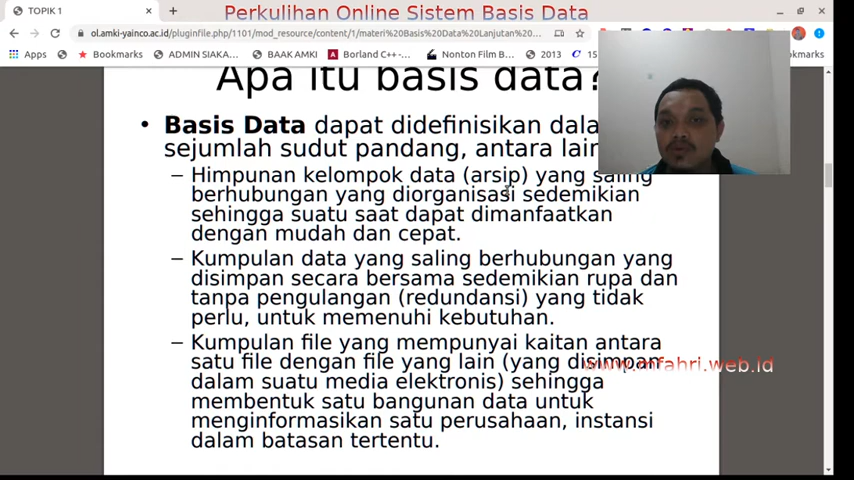 TOPIK 1
Perkulihan Online Sistem Basis Data
ol.amki-yainco.ac.id/pluginfile.php/1101/mod_resource/content/1/materi%20Basis%20Data%20Lanjutan%20...
Apps
Bookmarks
ADMIN SIAKA...
BAAK AMKI
Borland C++ -...
Nonton Film B...
2013
15
ookmarks
Apa itu basis data?
• Basis Data dapat didefinisikan dala
sejumlah sudut pandang, antara lain
– Himpunan kelompok data (arsip) yang saling
berhubungan yang diorganisasi sedemikian
sehingga suatu saat dapat dimanfaatkan
dengan mudah dan cepat.
– Kumpulan data yang saling berhubungan yang
disimpan secara bersama sedemikian rupa dan
tanpa pengulangan (redundansi) yang tidak
perlu, untuk memenuhi kebutuhan.
– Kumpulan file yang mempunyai kaitan antara
satu file dengan file yang lain (yang disimpan
dalam suatu media elektronis) sehingga
membentuk satu bangunan data untuk
menginformasikan satu perusahaan, instansi
dalam batasan tertentu.
www.mfahri.web.id